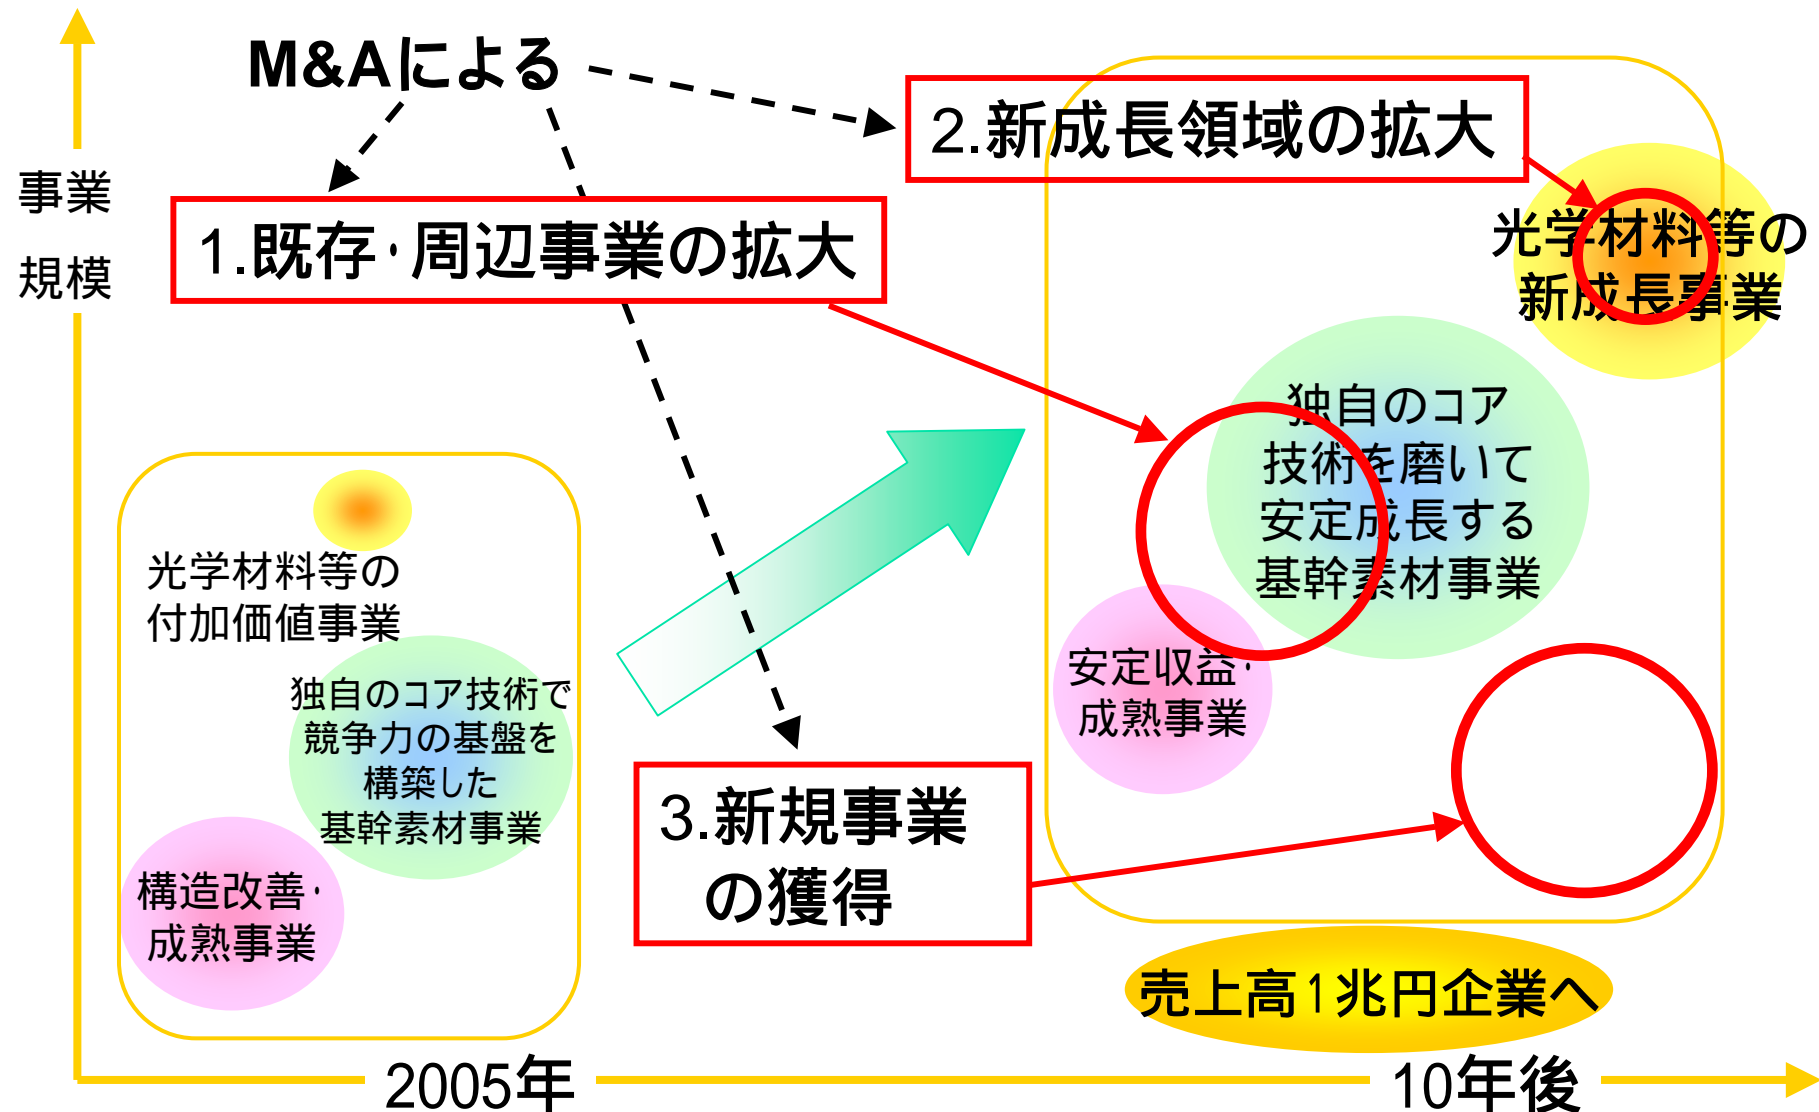 M&Aによる
2.新成長領域の拡大
事業
規模
1.既存・周辺事業の拡大
光学材料等の
新成長事業
独自のコア
技術を磨いて
安定成長する
基幹素材事業
光学材料等の
付加価値事業
独自のコア技術で
競争力の基盤を
構築した
基幹素材事業
安定収益・
成熟事業
3.新規事業
の獲得
構造改善・
成熟事業
売上高1兆円企業へ
2005年
10年後